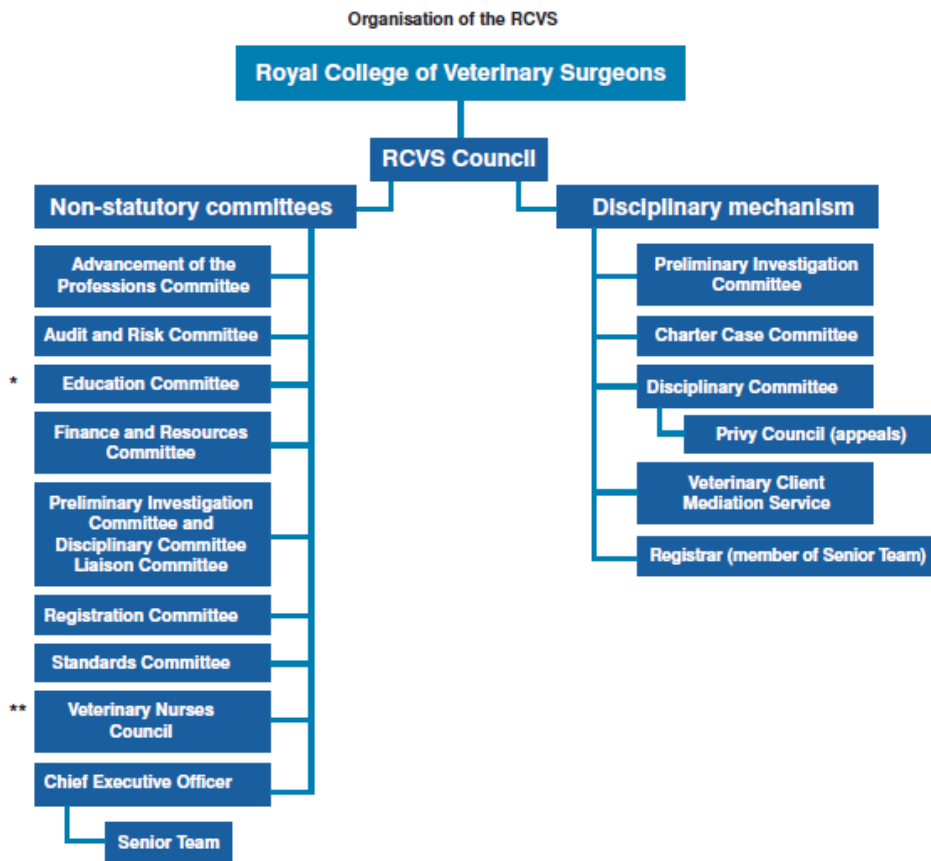 Organisation of the RCVS
Royal College of Veterinary Surgeons
RCVS Council
Non-statutory committees
Advancement of the
Professions Committee
Audit and Risk Committee
*
Education Committee
Finance and Resources
Committee
Preliminary Investigation
Committee and
Disciplinary Committee
Liaison Committee
Registration Committee
Standards Committee
**
Veterinary Nurses
Council
Chief Executive Officer
Senior Team
Disciplinary mechanism
Preliminary Investigation
Committee
Charter Case Committee
Disciplinary Committee
Privy Council (appeals)
Veterinary Client
Mediation Service
Registrar (member of Senior Team)